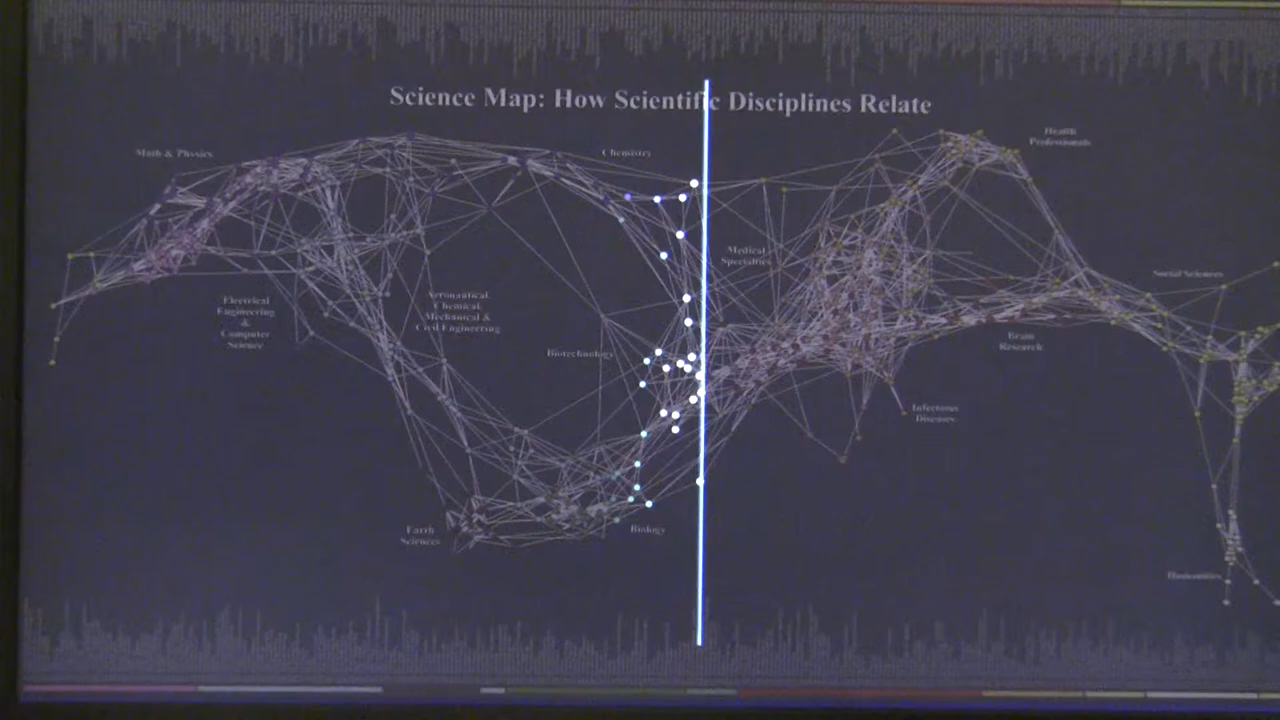 Science Map: How Scientific Disciplines Relate
Math & Physics
Chemistry
Health
Professionals
Medical
Specialties
Social Sciences
Electrical
Engineering
&
Computer
Science
Aeronautical,
Chemical,
Mechanical &
Civil Engineering
Biotechnology
Brain
Research
Infectious
Diseases
Earth
Sciences
Biology
Humanities